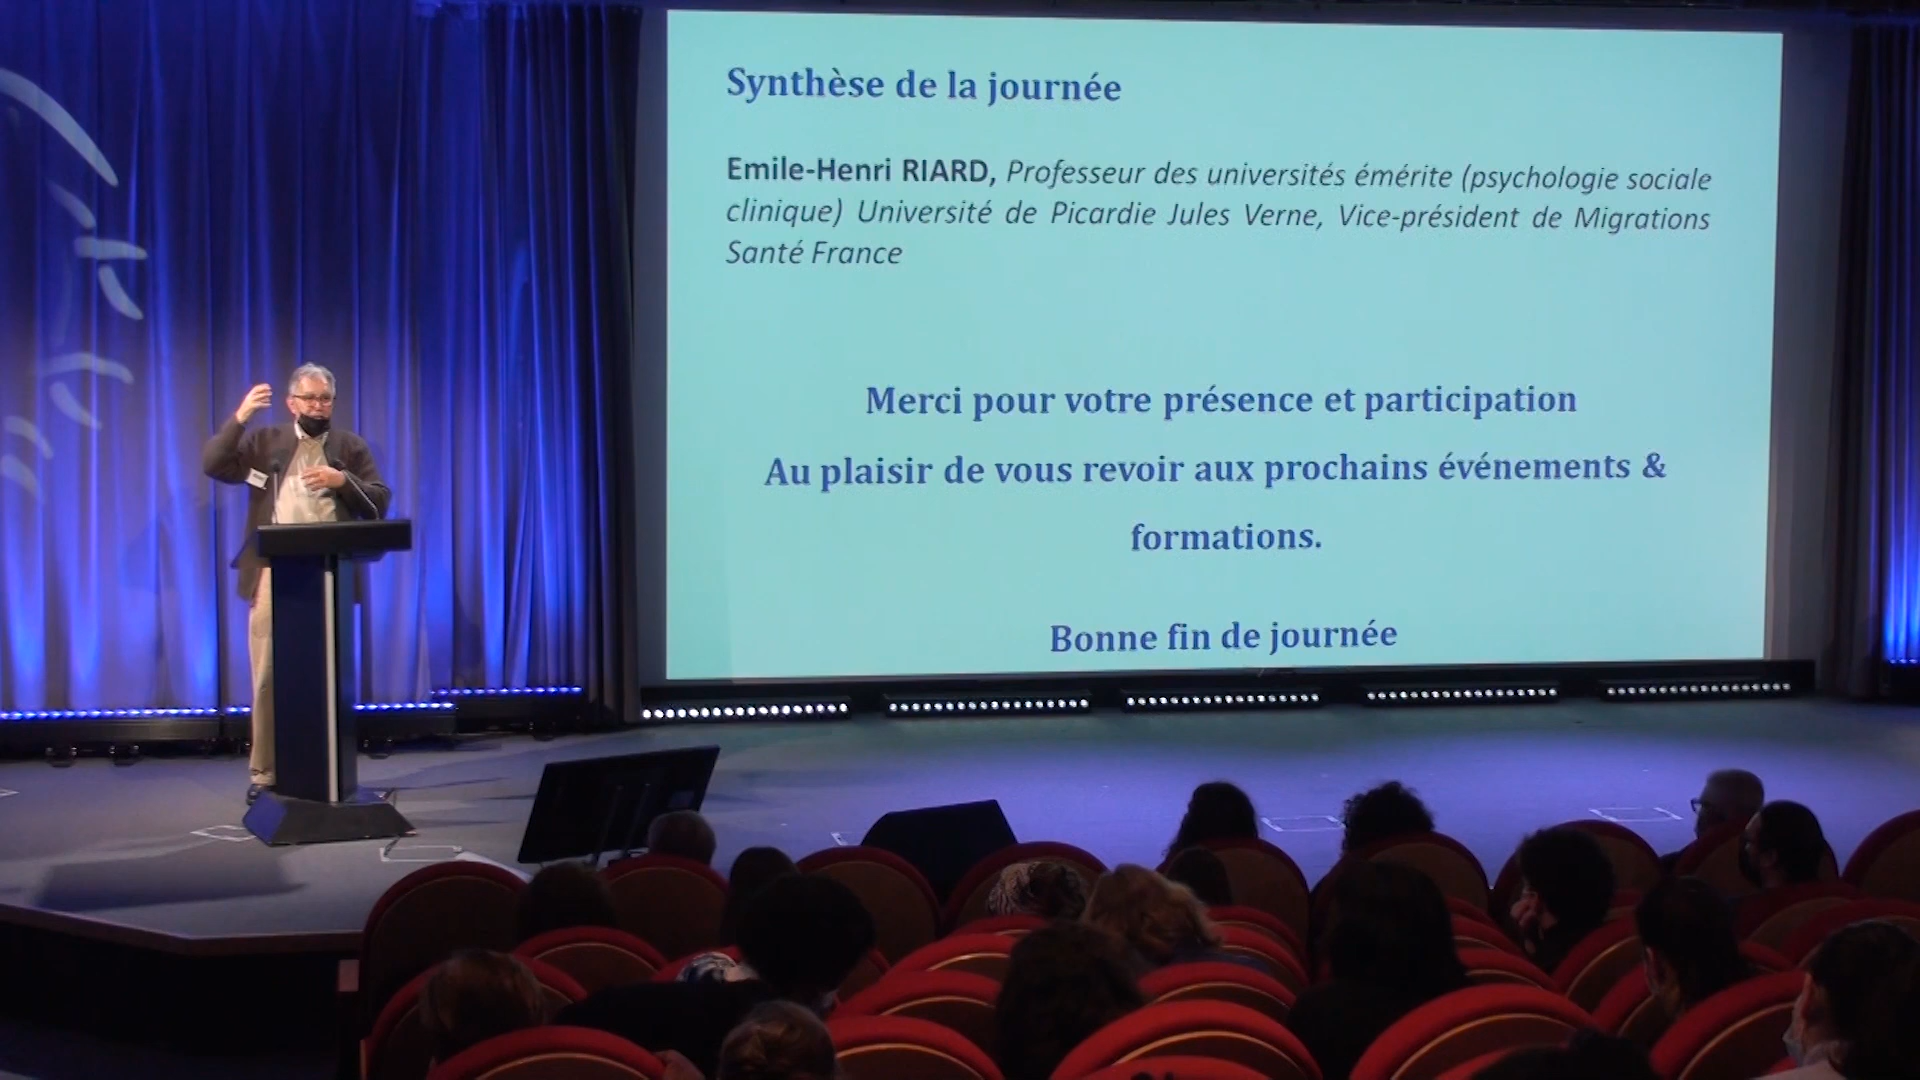 Synthèse de la journée
Emile-Henri RIARD, Professeur des universités émérite (psychologie sociale
clinique) Université de Picardie Jules Verne, Vice-président de Migrations
Santé France
Merci pour votre présence et participation
Au plaisir de vous revoir aux prochains événements &
formations.
Bonne fin de journée